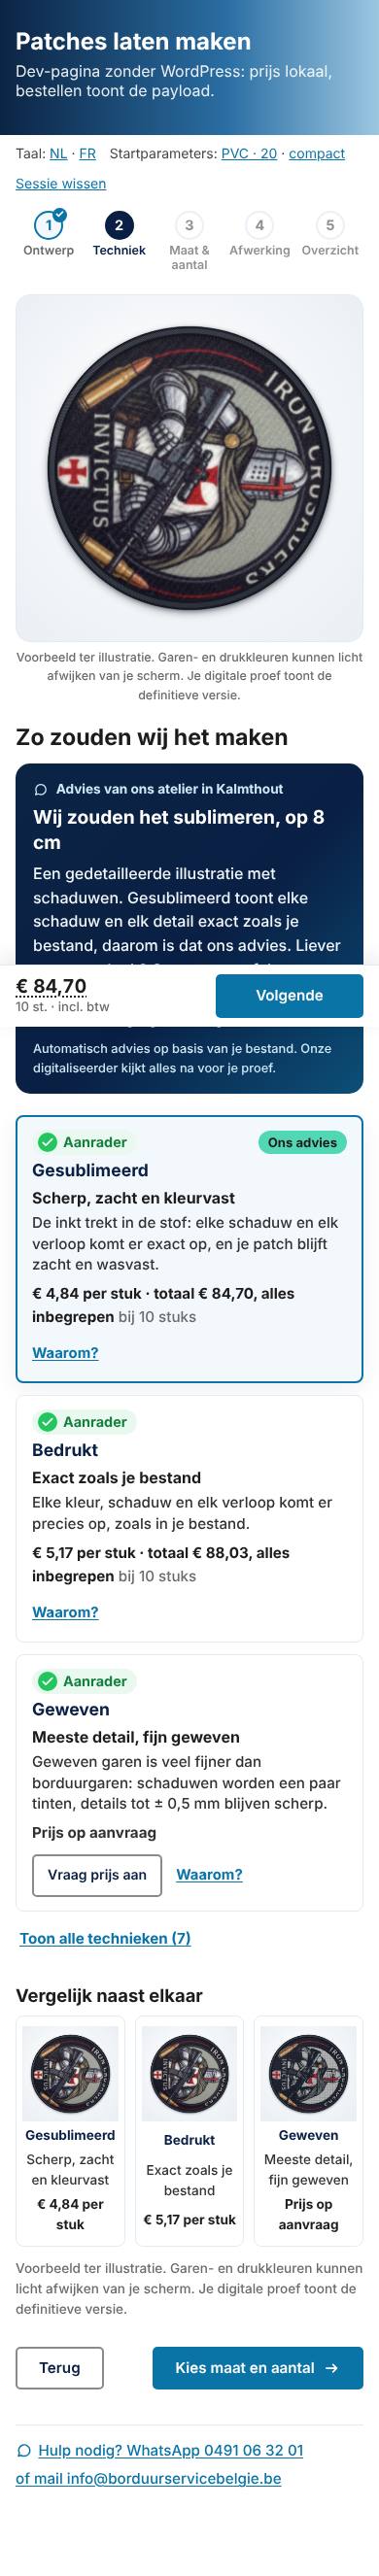 Patches laten maken
Dev-pagina zonder WordPress: prijs lokaal,
bestellen toont de payload.
Taal: NL · FR Startparameters: PVC · 20 · compact
Sessie wissen
1 2 3 4 5
Ontwerp Techniek Maat & aantal Afwerking Overzicht
INVICTUS
IRON CRUSADERS
Voorbeeld ter illustratie. Garen- en drukkleuren kunnen licht
afwijken van je scherm. Je digitale proef toont de
definitieve versie.
Zo zouden wij het maken
Advies van ons atelier in Kalmthout
Wij zouden het sublimeren, op 8
cm
Een gedetailleerde illustratie met
schaduwen. Gesublimeerd toont elke
schaduw en elk detail exact zoals je
bestand, daarom is dat ons advies. Liever
€ 84,70
10 st. · incl. btw
Volgende
Automatisch advies op basis van je bestand. Onze
digitaliseerder kijkt alles na voor je proef.
Aanrader
Ons advies
Gesublimeerd
Scherp, zacht en kleurvast
De inkt trekt in de stof: elke schaduw en elk
verloop komt er exact op, en je patch blijft
zacht en wasvast.
€ 4,84 per stuk · totaal € 84,70, alles
inbegrepen bij 10 stuks
Waarom?
Aanrader
Bedrukt
Exact zoals je bestand
Elke kleur, schaduw en elk verloop komt er
precies op, zoals in je bestand.
€ 5,17 per stuk · totaal € 88,03, alles
inbegrepen bij 10 stuks
Waarom?
Aanrader
Geweven
Meeste detail, fijn geweven
Geweven garen is veel fijner dan
borduurgaren: schaduwen worden een paar
tinten, details tot ± 0,5 mm blijven scherp.
Prijs op aanvraag
Vraag prijs aan
Waarom?
Toon alle technieken (7)
Vergelijk naast elkaar
Gesublimeerd
Scherp, zacht
en kleurvast
€ 4,84 per
stuk
Bedrukt
Exact zoals je
bestand
€ 5,17 per stuk
Geweven
Meeste detail,
fijn geweven
Prijs op
aanvraag
Voorbeeld ter illustratie. Garen- en drukkleuren kunnen
licht afwijken van je scherm. Je digitale proef toont de
definitieve versie.
Terug
Kies maat en aantal →
Hulp nodig? WhatsApp 0491 06 32 01
of mail info@borduurservicebelgie.be